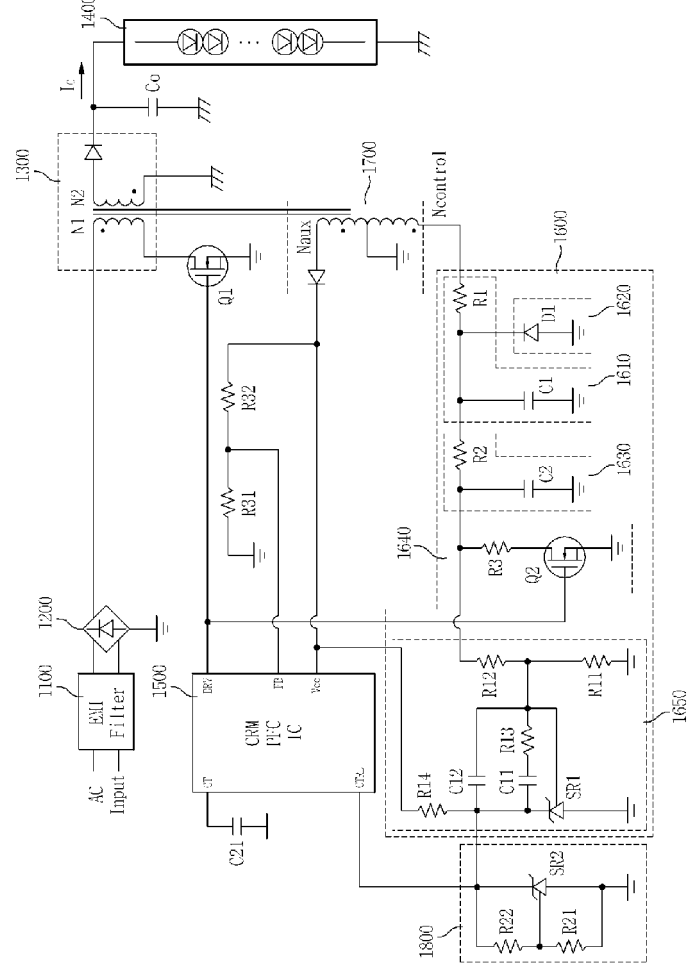 AC
Input
1100
EMI
Filter
1200
1300
N1
N2
Io
Co
1400
···
C21
1500
CT
CRM
PFC
IC
DRV
FB
Vcc
CTRL
R31
R32
Q1
Naux
1700
Ncontrol
1800
R22
R21
SR2
R14
C12
C11
R13
SR1
R12
R11
1650
1640
R3
Q2
R2
C2
1630
C1
1610
R1
D1
1620
1600